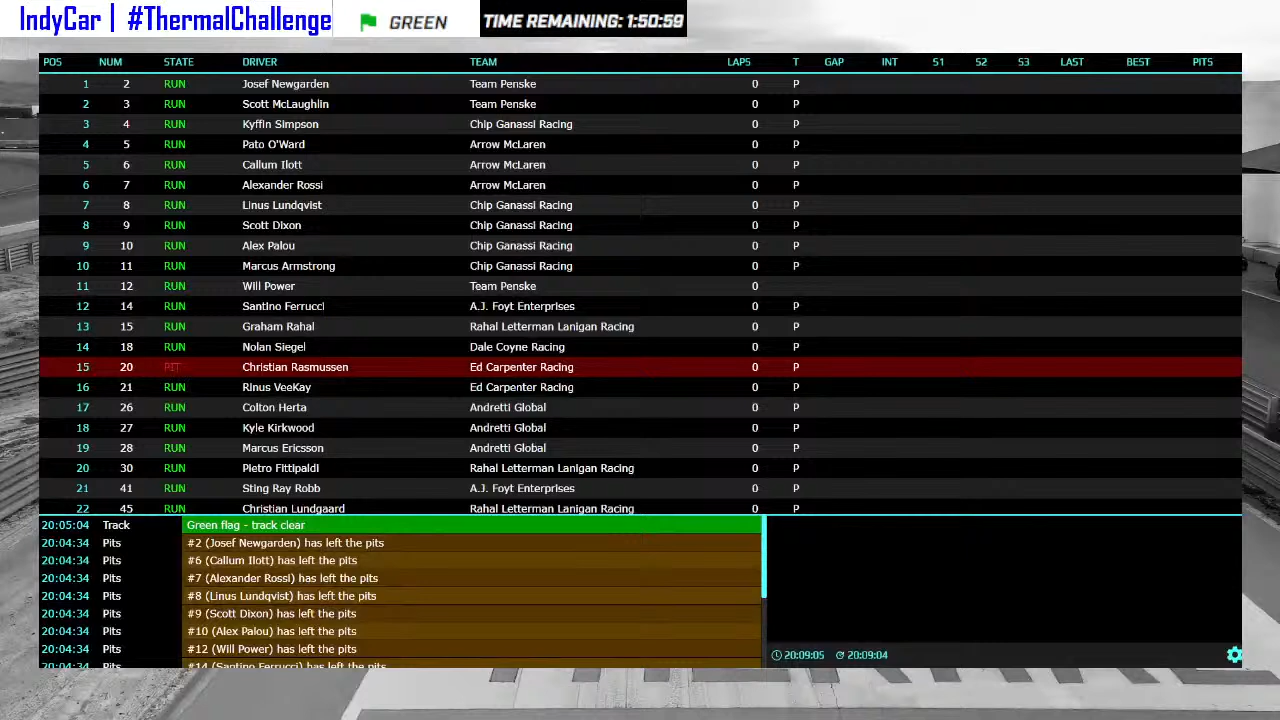 IndyCar | #ThermalChallenge GREEN TIME REMAINING: 1:50:59
POS NUM STATE DRIVER TEAM LAPS T GAP INT S1 S2 S3 LAST BEST PITS
1 2 RUN Josef Newgarden Team Penske 0 P
2 3 RUN Scott McLaughlin Team Penske 0 P
3 4 RUN Kyffin Simpson Chip Ganassi Racing 0 P
4 5 RUN Pato O'Ward Arrow McLaren 0 P
5 6 RUN Callum Ilott Arrow McLaren 0 P
6 7 RUN Alexander Rossi Arrow McLaren 0 P
7 8 RUN Linus Lundqvist Chip Ganassi Racing 0 P
8 9 RUN Scott Dixon Chip Ganassi Racing 0 P
9 10 RUN Alex Palou Chip Ganassi Racing 0 P
10 11 RUN Marcus Armstrong Chip Ganassi Racing 0 P
11 12 RUN Will Power Team Penske 0
12 14 RUN Santino Ferrucci A.J. Foyt Enterprises 0 P
13 15 RUN Graham Rahal Rahal Letterman Lanigan Racing 0 P
14 18 RUN Nolan Siegel Dale Coyne Racing 0 P
15 20 PIT Christian Rasmussen Ed Carpenter Racing 0 P
16 21 RUN Rinus VeeKay Ed Carpenter Racing 0 P
17 26 RUN Colton Herta Andretti Global 0 P
18 27 RUN Kyle Kirkwood Andretti Global 0 P
19 28 RUN Marcus Ericsson Andretti Global 0 P
20 30 RUN Pietro Fittipaldi Rahal Letterman Lanigan Racing 0 P
21 41 RUN Sting Ray Robb A.J. Foyt Enterprises 0 P
22 45 RUN Christian Lundgaard Rahal Letterman Lanigan Racing 0 P
20:05:04 Track Green flag - track clear
20:04:34 Pits #2 (Josef Newgarden) has left the pits
20:04:34 Pits #6 (Callum Ilott) has left the pits
20:04:34 Pits #7 (Alexander Rossi) has left the pits
20:04:34 Pits #8 (Linus Lundqvist) has left the pits
20:04:34 Pits #9 (Scott Dixon) has left the pits
20:04:34 Pits #10 (Alex Palou) has left the pits
20:04:34 Pits #12 (Will Power) has left the pits
20:04:34 Pits #14 (Santino Ferrucci) has left the pits
20:09:05 20:09:04